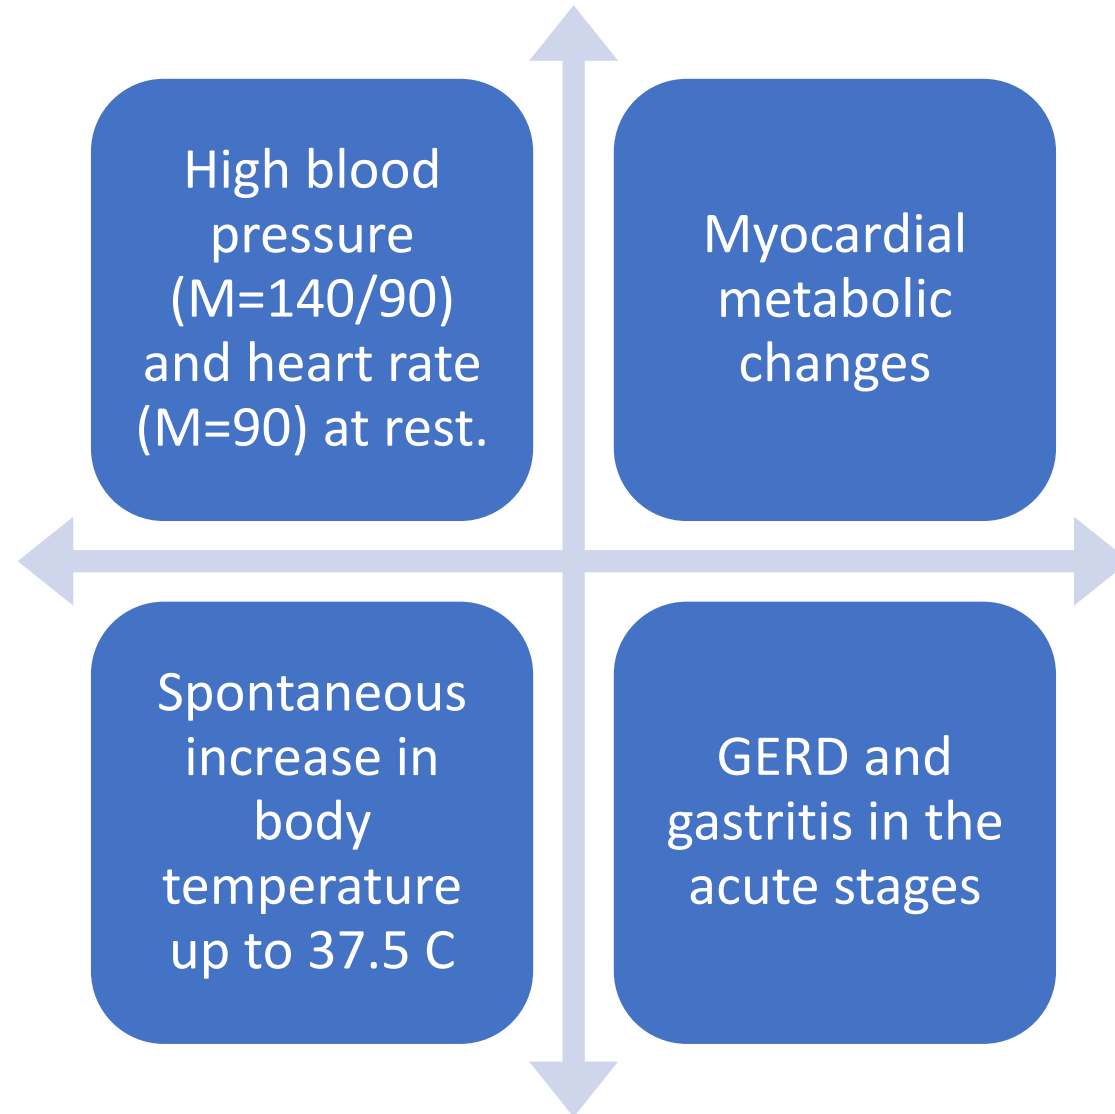 High blood
pressure
(M=140/90)
and heart rate
(M=90) at rest.
Myocardial
metabolic
changes
Spontaneous
increase in
body
temperature
up to 37.5 C
GERD and
gastritis in the
acute stages